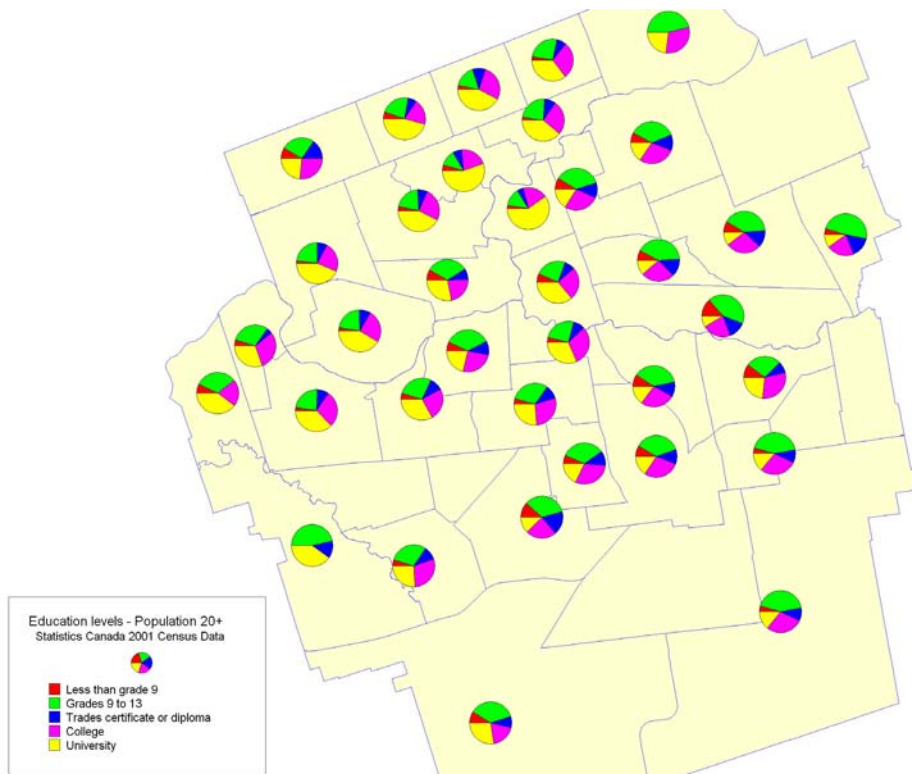 Education levels - Population 20+
Statistics Canada 2001 Census Data
Less than grade 9
Grades 9 to 13
Trades certificate or diploma
College
University